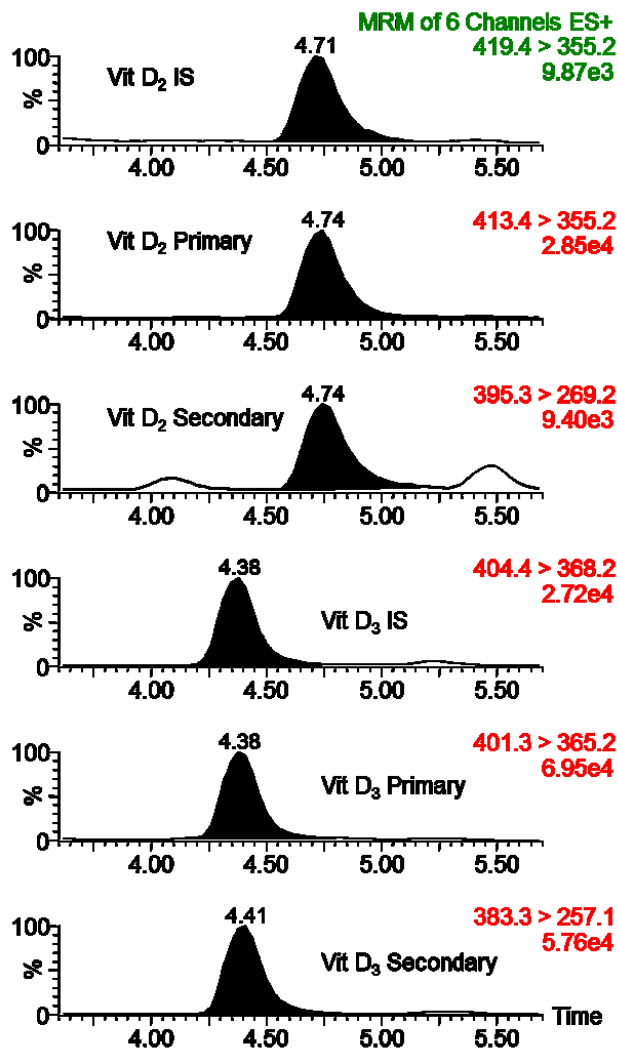 MRM of 6 Channels ES+
4.71
419.4 > 355.2
9.87e3
100
Vit D₂ IS
%
0
4.00 4.50 5.00 5.50
4.74
413.4 > 355.2
2.85e4
100
Vit D₂ Primary
%
0
4.00 4.50 5.00 5.50
4.74
395.3 > 269.2
9.40e3
100
Vit D₂ Secondary
%
0
4.00 4.50 5.00 5.50
4.38
404.4 > 368.2
2.72e4
100
Vit D₃ IS
%
0
4.00 4.50 5.00 5.50
4.38
401.3 > 365.2
6.95e4
100
Vit D₃ Primary
%
0
4.00 4.50 5.00 5.50
4.41
383.3 > 257.1
5.76e4
100
Vit D₃ Secondary
%
0
Time
4.00 4.50 5.00 5.50